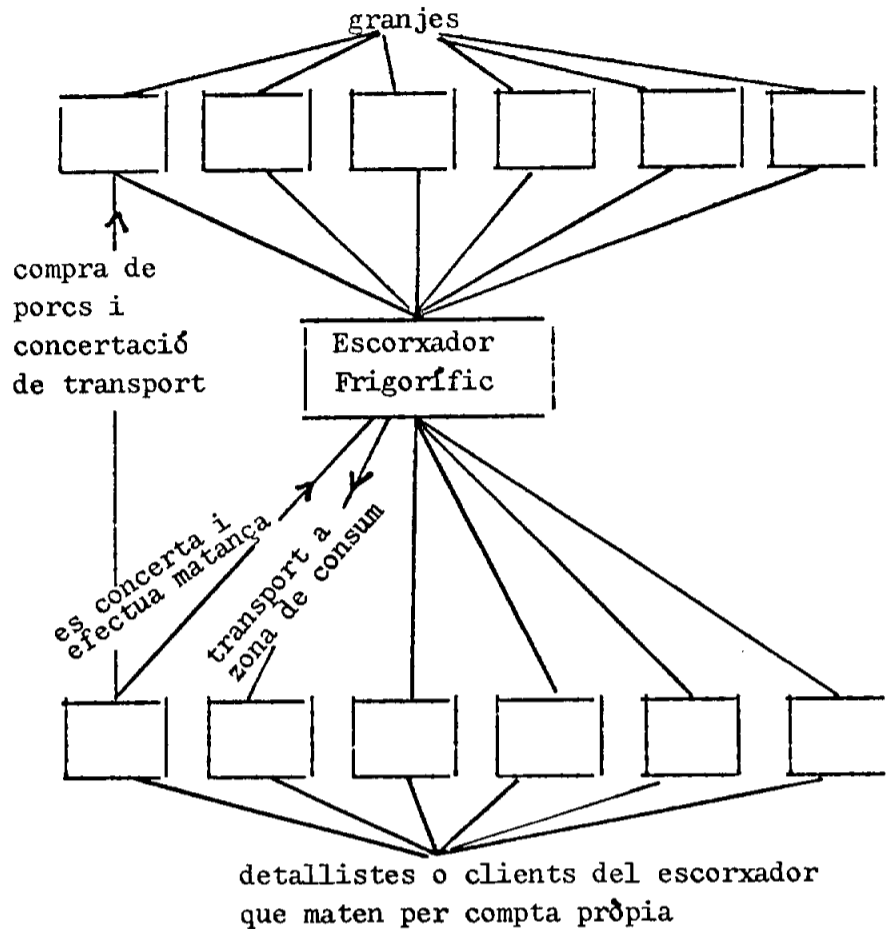 granjes
compra de
porcs i
concertació
de transport
Escorxador
Frigorífic
es concerta i
efectua matança
transport a
zona de consum
detallistes o clients del escorxador
que maten per compta pròpia